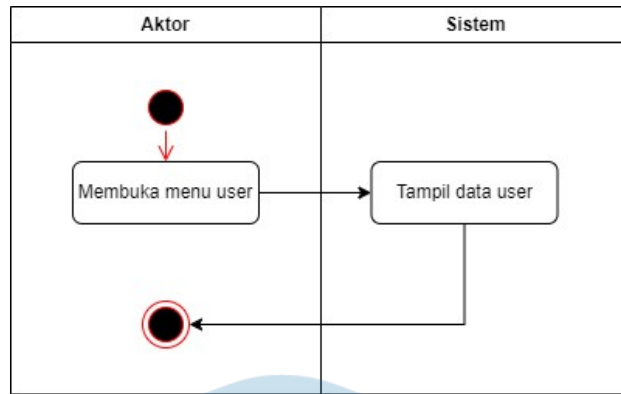 Aktor
Sistem
Membuka menu user
Tampil data user